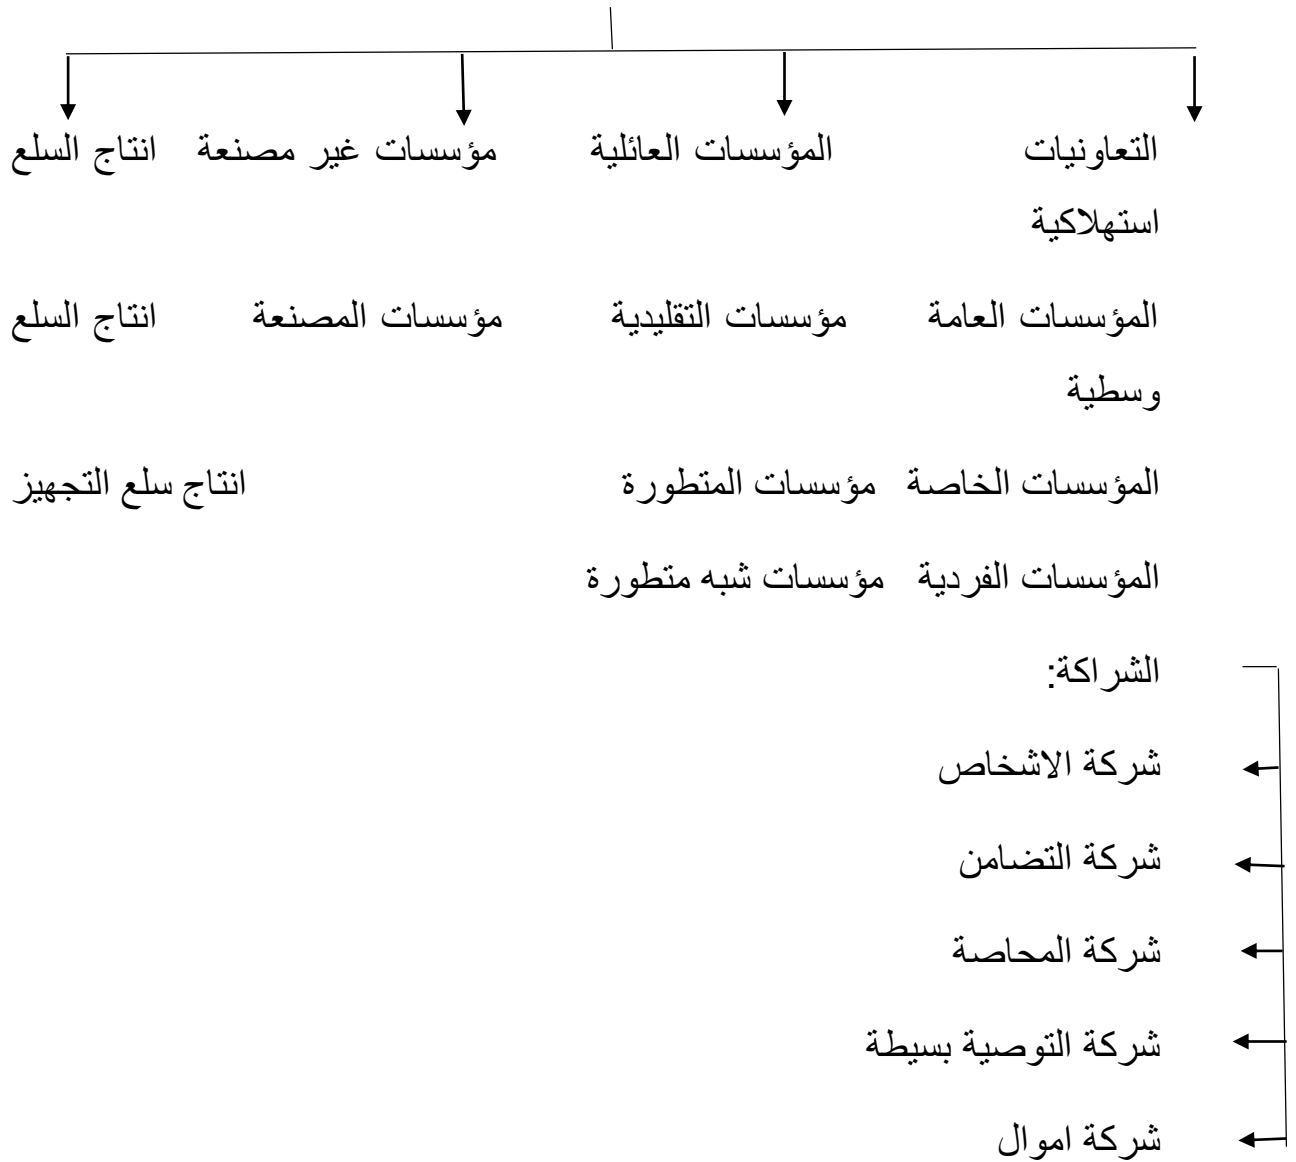 التعاونيات المؤسسات العائلية مؤسسات غير مصنعة انتاج السلع
استهلاكية
المؤسسات العامة مؤسسات التقليدية مؤسسات المصنعة انتاج السلع
وسطية
المؤسسات الخاصة مؤسسات المتطورة انتاج سلع التجهيز
المؤسسات الفردية مؤسسات شبه متطورة
الشراكة:
شركة الاشخاص
شركة التضامن
شركة المحاصة
شركة التوصية بسيطة
شركة اموال